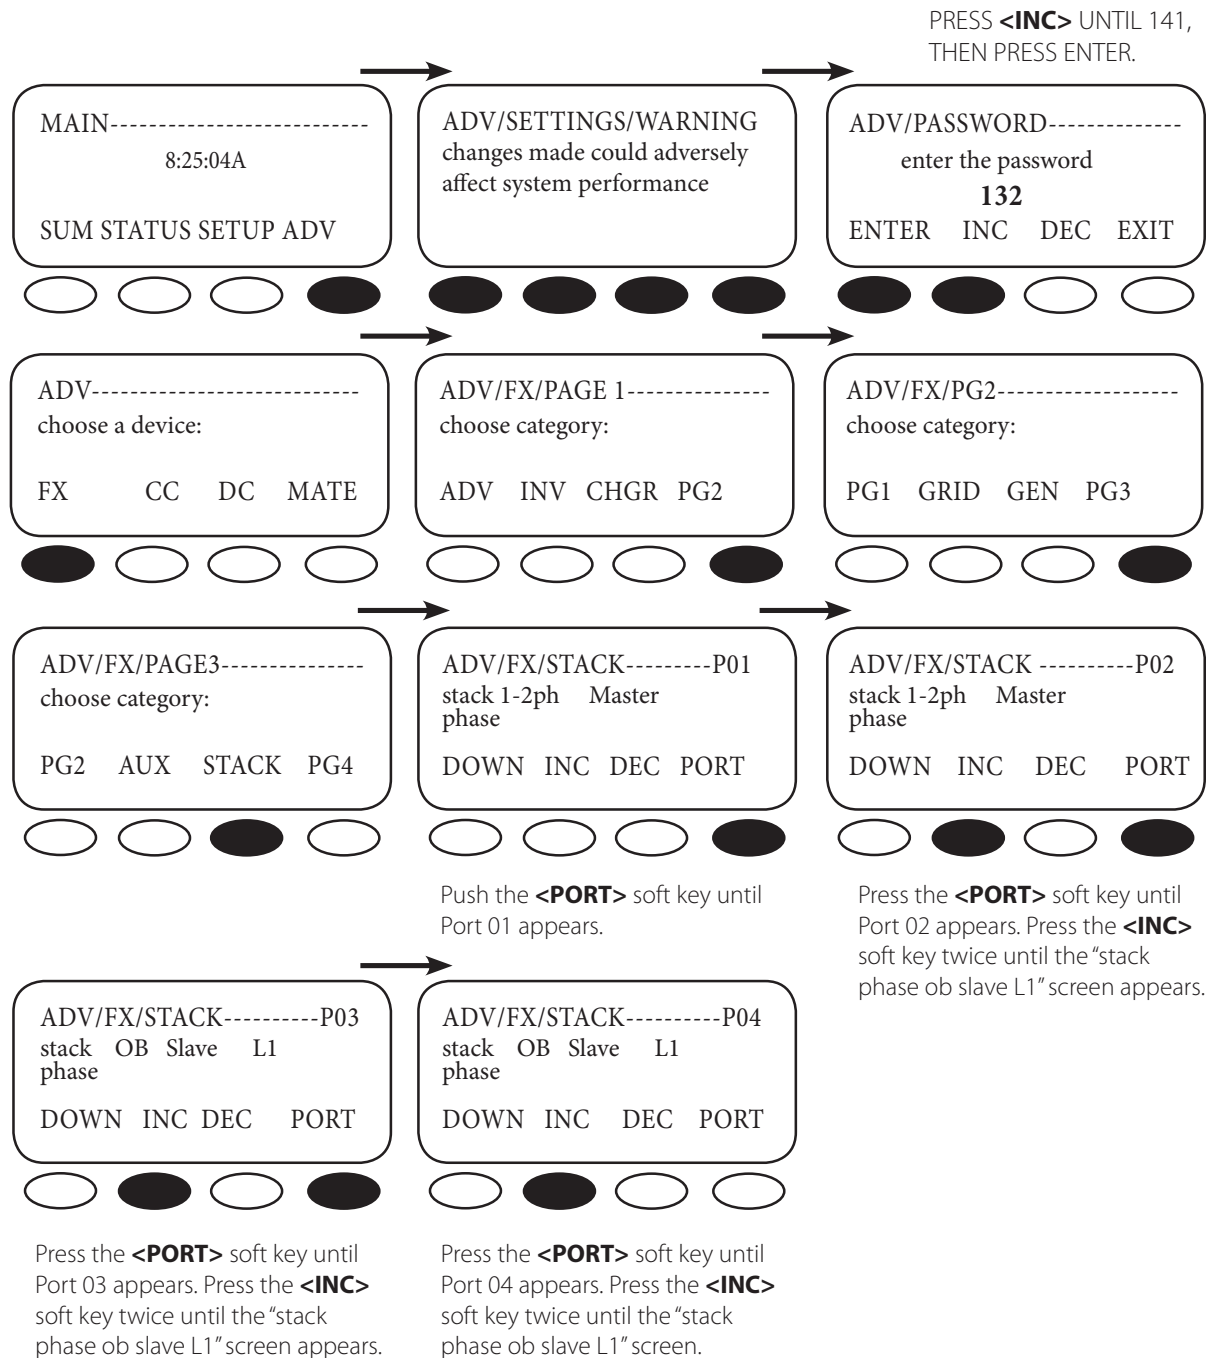 PRESS <INC> UNTIL 141,
THEN PRESS ENTER.
MAIN---------------------------
8:25:04A
SUM STATUS SETUP ADV
ADV/SETTINGS/WARNING
changes made could adversely
affect system performance
ADV/PASSWORD--------------
enter the password
132
ENTER INC DEC EXIT
ADV----------------------------
choose a device:
FX CC DC MATE
ADV/FX/PAGE 1---------------
choose category:
ADV INV CHGR PG2
ADV/FX/PG2-------------------
choose category:
PG1 GRID GEN PG3
ADV/FX/PAGE3---------------
choose category:
PG2 AUX STACK PG4
ADV/FX/STACK---------P01
stack 1-2ph Master
phase
DOWN INC DEC PORT
ADV/FX/STACK ----------P02
stack 1-2ph Master
phase
DOWN INC DEC PORT
Push the <PORT> soft key until
Port 01 appears.
Press the <PORT> soft key until
Port 02 appears. Press the <INC>
soft key twice until the “stack
phase ob slave L1” screen appears.
ADV/FX/STACK----------P03
stack OB Slave L1
phase
DOWN INC DEC PORT
ADV/FX/STACK----------P04
stack OB Slave L1
phase
DOWN INC DEC PORT
Press the <PORT> soft key until
Port 03 appears. Press the <INC>
soft key twice until the “stack
phase ob slave L1” screen appears.
Press the <PORT> soft key until
Port 04 appears. Press the <INC>
soft key twice until the “stack
phase ob slave L1” screen.